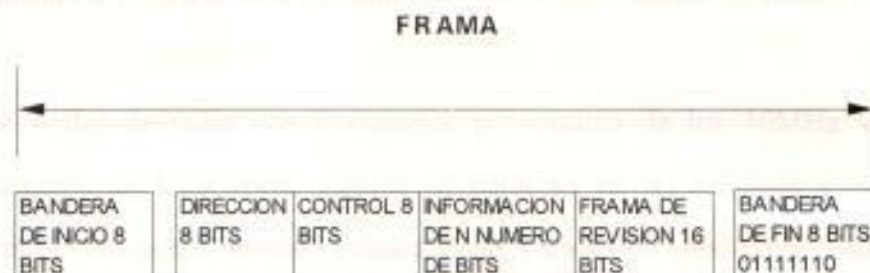 FRAMA
BANDERA
DE INICIO 8
BITS
DIRECCION
8 BITS
CONTROL 8
BITS
INFORMACION
DE N NUMERO
DE BITS
FRAMA DE
REVISION 16
BITS
BANDERA
DE FIN 8 BITS
01111110